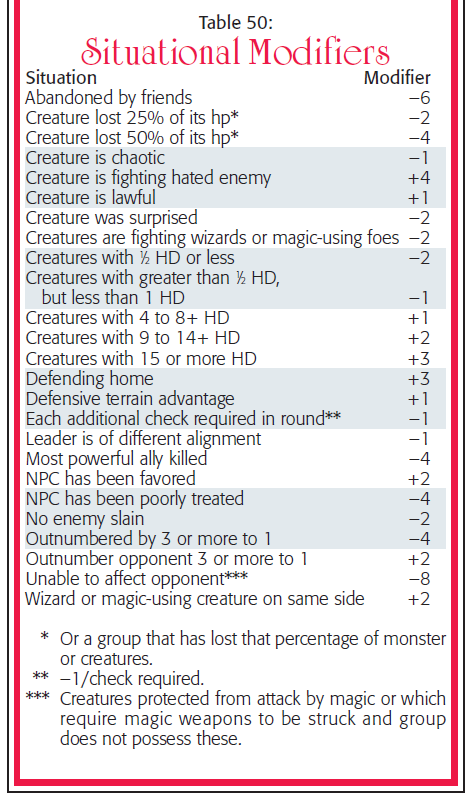 Table 50:
Situational Modifiers
Situation Modifier
Abandoned by friends –6
Creature lost 25% of its hp* –2
Creature lost 50% of its hp* –4
Creature is chaotic –1
Creature is fighting hated enemy +4
Creature is lawful +1
Creature was surprised –2
Creatures are fighting wizards or magic-using foes –2
Creatures with ½ HD or less –2
Creatures with greater than ½ HD,
but less than 1 HD –1
Creatures with 4 to 8+ HD +1
Creatures with 9 to 14+ HD +2
Creatures with 15 or more HD +3
Defending home +3
Defensive terrain advantage +1
Each additional check required in round** –1
Leader is of different alignment –1
Most powerful ally killed –4
NPC has been favored +2
NPC has been poorly treated –4
No enemy slain –2
Outnumbered by 3 or more to 1 –4
Outnumber opponent 3 or more to 1 +2
Unable to affect opponent*** –8
Wizard or magic-using creature on same side +2
* Or a group that has lost that percentage of monster
or creatures.
** –1/check required.
*** Creatures protected from attack by magic or which
require magic weapons to be struck and group
does not possess these.